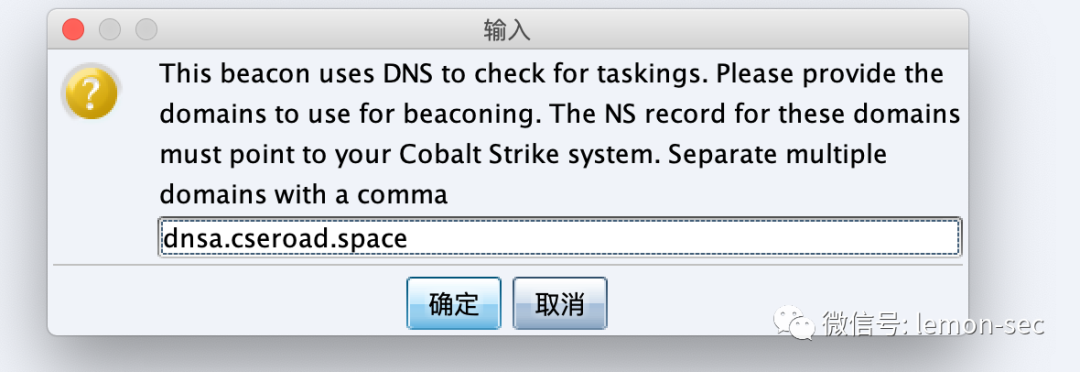 输入
This beacon uses DNS to check for taskings. Please provide the
domains to use for beaconing. The NS record for these domains
must point to your Cobalt Strike system. Separate multiple
domains with a comma
dnsa.cseroad.space
确定 取消
微信号: lemon-sec